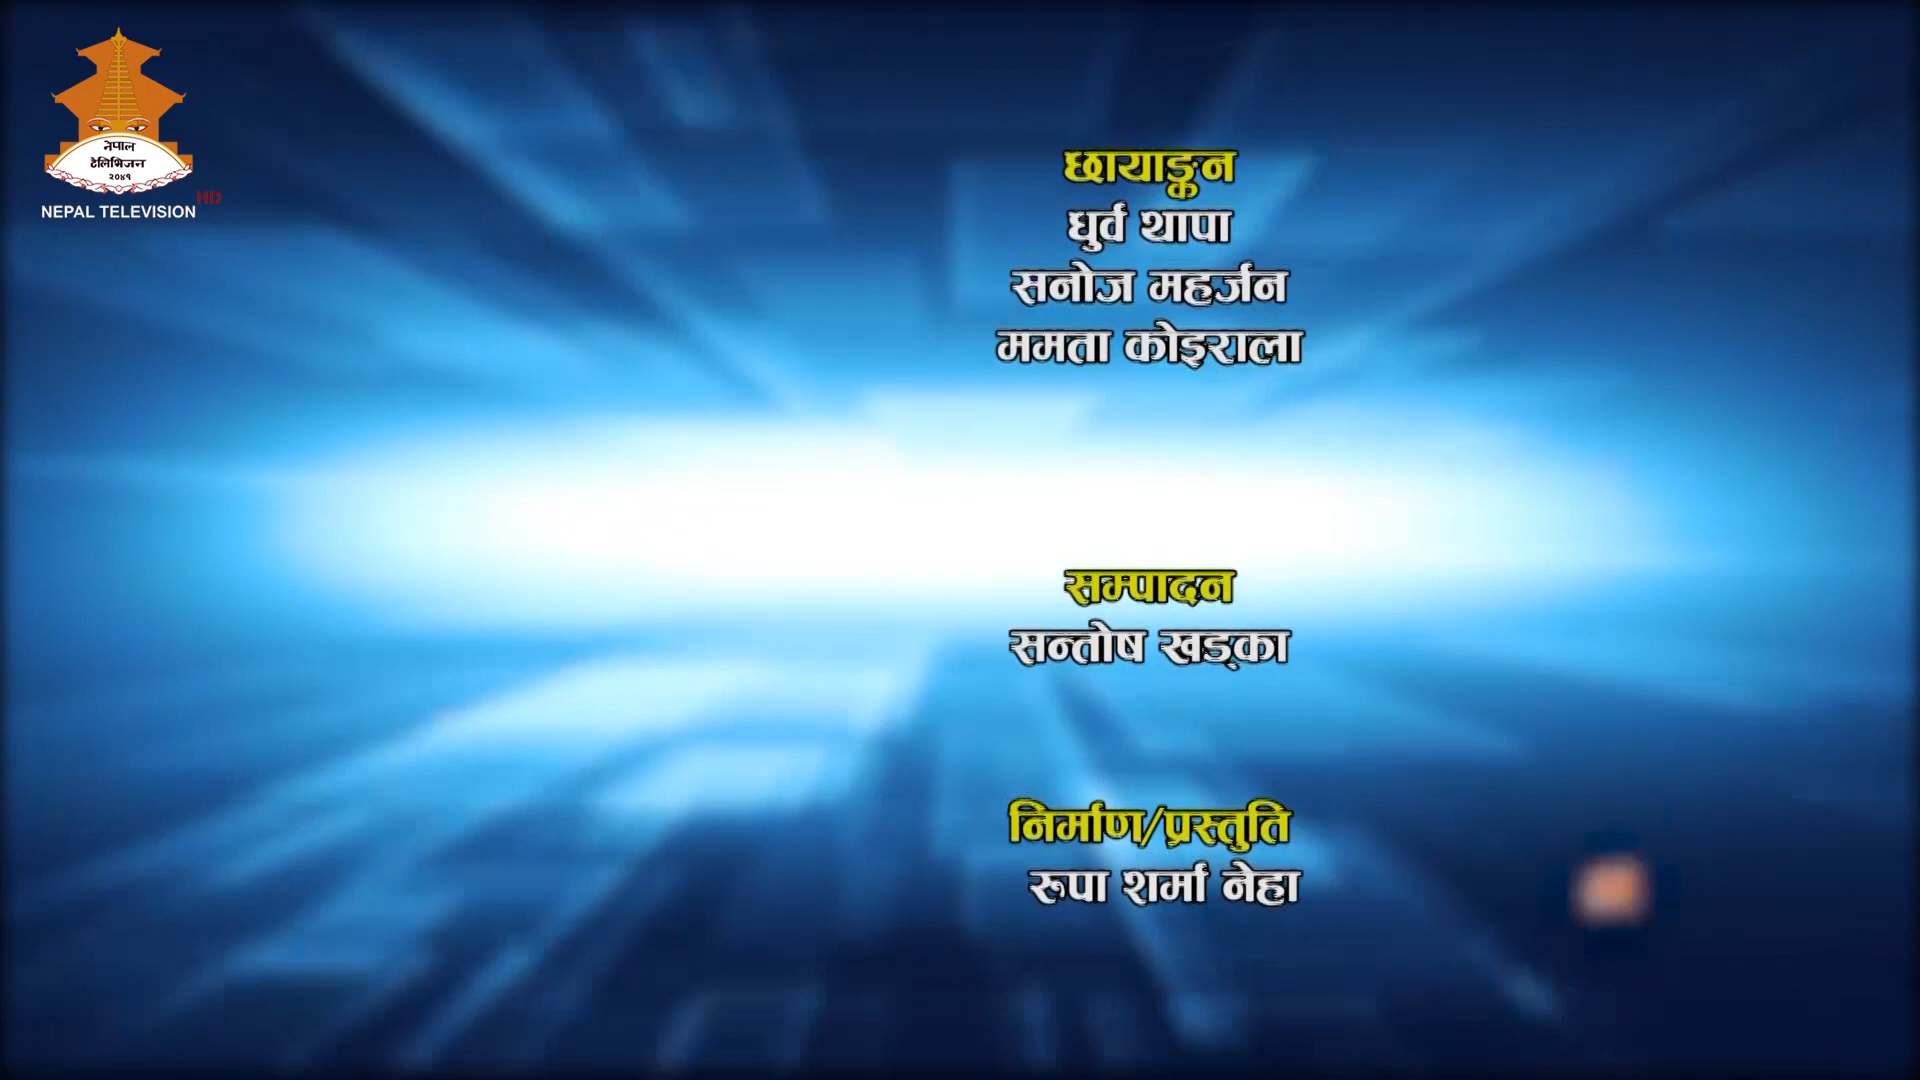 नेपाल
टेलिभिजन
२०४१
HD
NEPAL TELEVISION
छायाङ्कन
धुर्व थापा
सनोज महर्जन
ममता कोइराला
सम्पादन
सन्तोष खड्का
निर्माण/प्रस्तुति
रूपा शर्मा नेहा